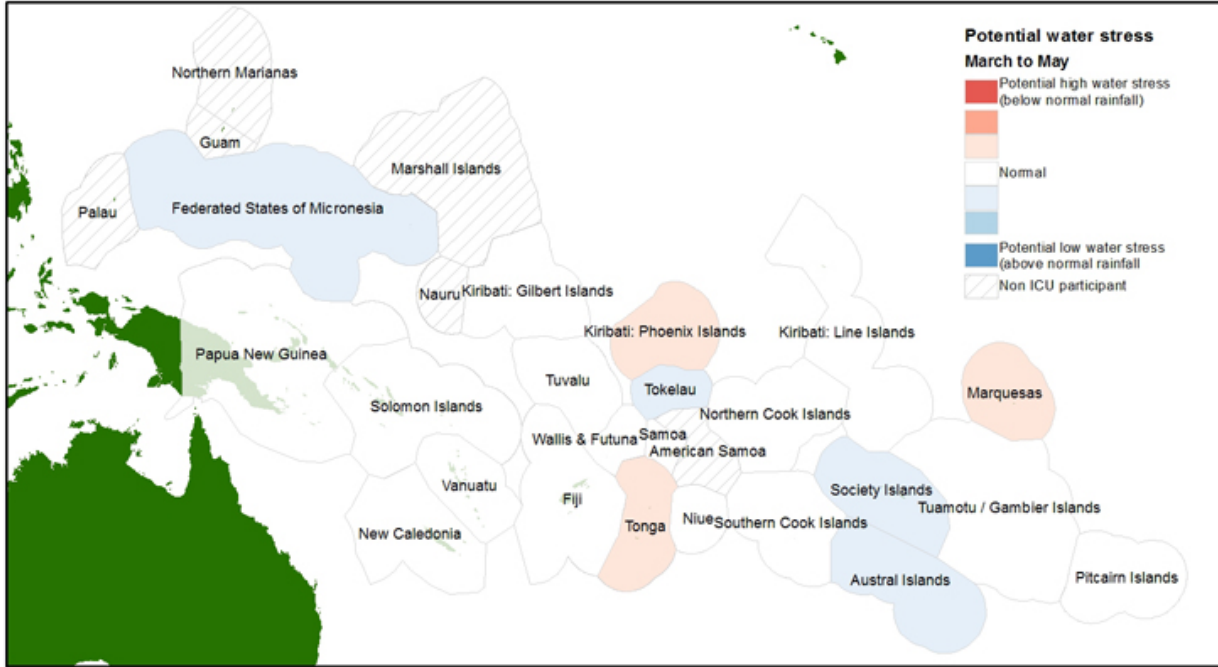 Potential water stress
March to May
Potential high water stress
(below normal rainfall)
Normal
Potential low water stress
(above normal rainfall
Non ICU participant
Northern Marianas
Guam
Marshall Islands
Palau
Federated States of Micronesia
Nauru
Kiribati: Gilbert Islands
Kiribati: Phoenix Islands
Kiribati: Line Islands
Papua New Guinea
Tuvalu
Tokelau
Marquesas
Solomon Islands
Northern Cook Islands
Wallis & Futuna
Samoa
American Samoa
Vanuatu
Fiji
Society Islands
Tuamotu / Gambier Islands
New Caledonia
Tonga
Niue
Southern Cook Islands
Austral Islands
Pitcairn Islands